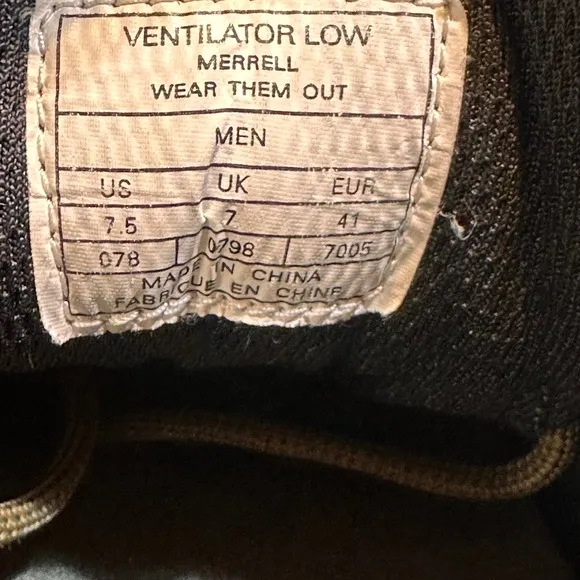 VENTILATOR LOW
MERRELL
WEAR THEM OUT
MEN
US UK EUR
7.5 7 41
078 0798 7005
MADE IN CHINA
FABRIQUE EN CHINE